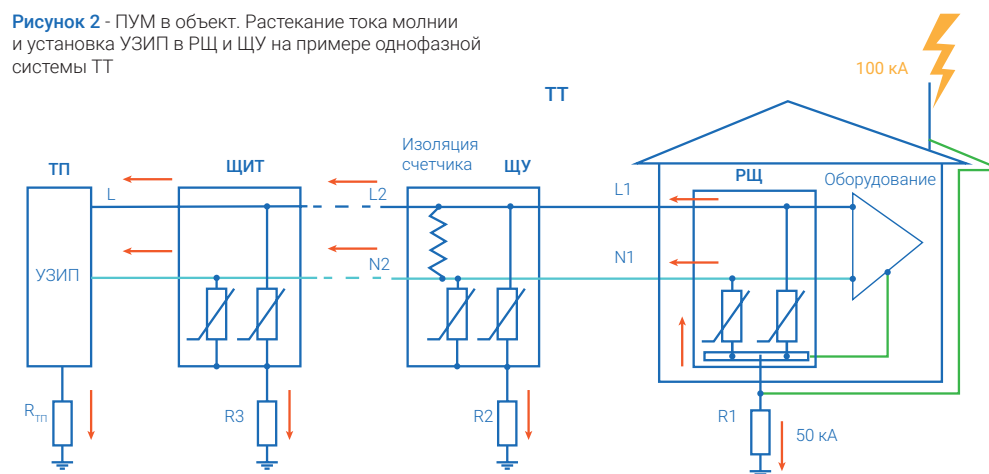 Рисунок 2 - ПУМ в объект. Растекание тока молнии
и установка УЗИП в РЩ и ЩУ на примере однофазной
системы ТТ
100 кА
ТТ
Изоляция
счетчика
ТП
ЩИТ
ЩУ
РЩ
Оборудование
L
L2
L1
УЗИП
N2
N1
Rтп
R3
R2
R1
50 кА